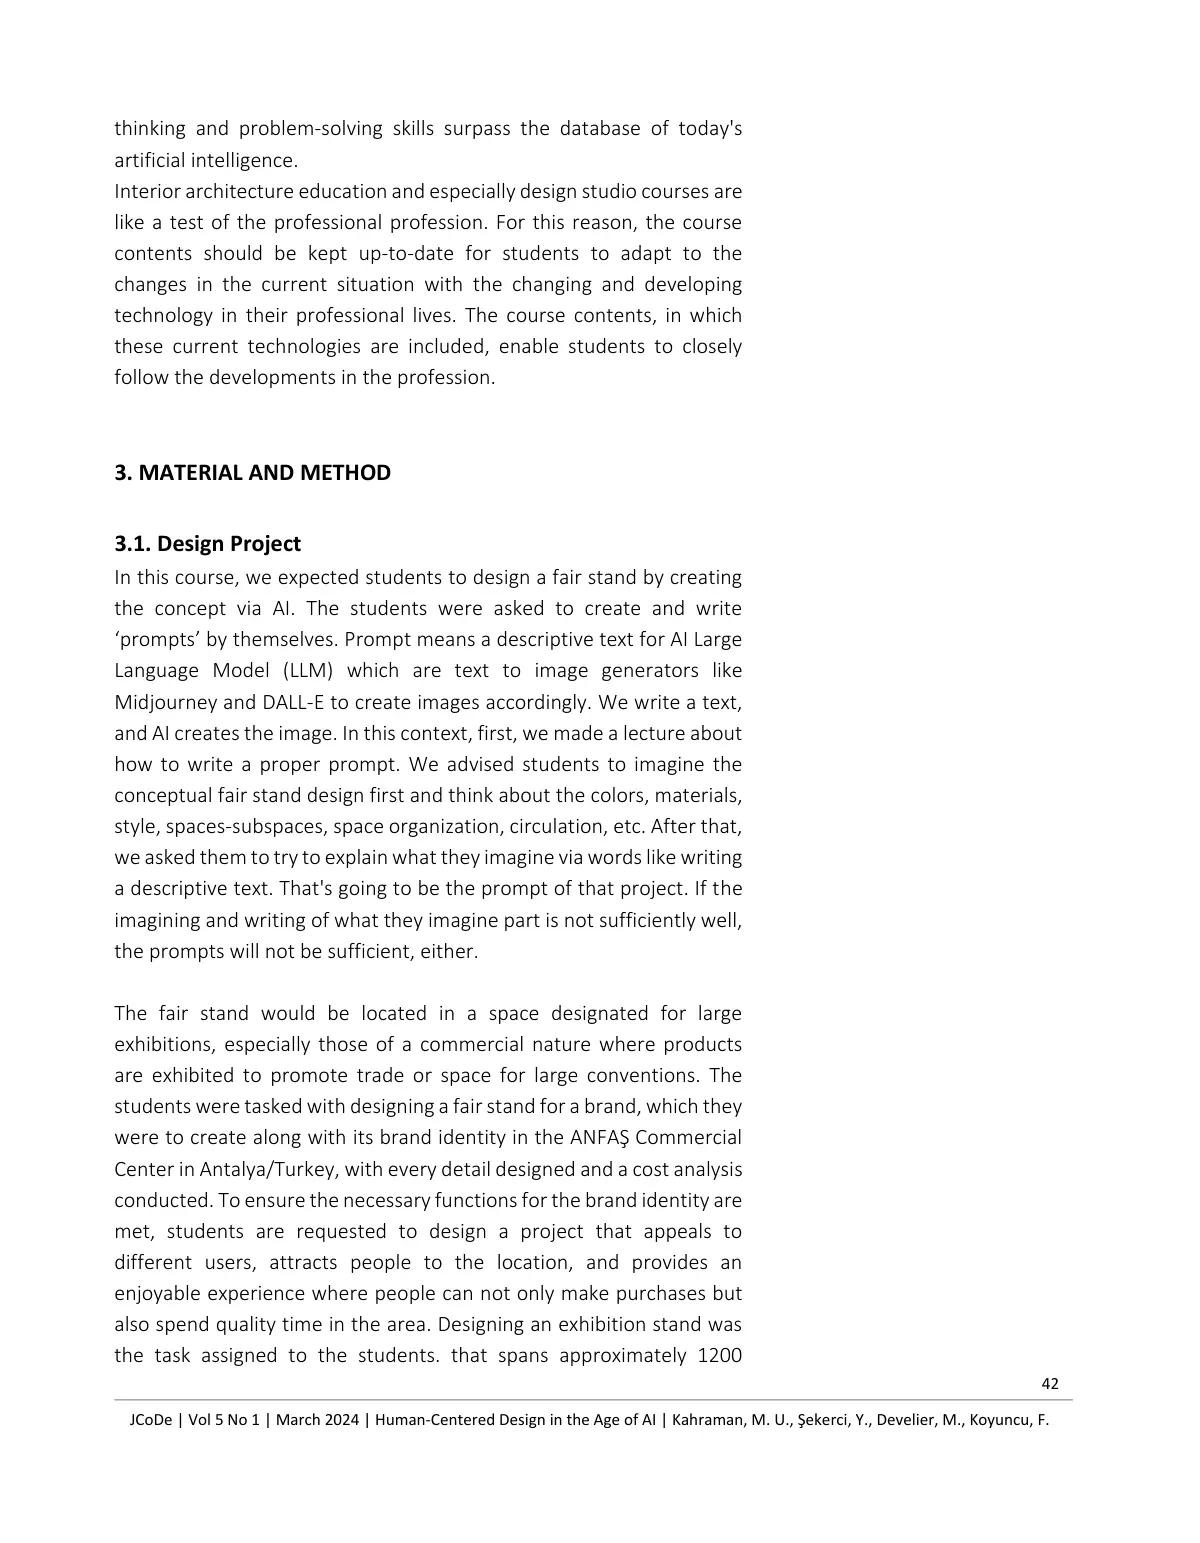 thinking and problem-solving skills surpass the database of today's
artificial intelligence.
Interior architecture education and especially design studio courses are
like a test of the professional profession. For this reason, the course
contents should be kept up-to-date for students to adapt to the
changes in the current situation with the changing and developing
technology in their professional lives. The course contents, in which
these current technologies are included, enable students to closely
follow the developments in the profession.
3. MATERIAL AND METHOD
3.1. Design Project
In this course, we expected students to design a fair stand by creating
the concept via AI. The students were asked to create and write
‘prompts’ by themselves. Prompt means a descriptive text for AI Large
Language Model (LLM) which are text to image generators like
Midjourney and DALL-E to create images accordingly. We write a text,
and AI creates the image. In this context, first, we made a lecture about
how to write a proper prompt. We advised students to imagine the
conceptual fair stand design first and think about the colors, materials,
style, spaces-subspaces, space organization, circulation, etc. After that,
we asked them to try to explain what they imagine via words like writing
a descriptive text. That's going to be the prompt of that project. If the
imagining and writing of what they imagine part is not sufficiently well,
the prompts will not be sufficient, either.
The fair stand would be located in a space designated for large
exhibitions, especially those of a commercial nature where products
are exhibited to promote trade or space for large conventions. The
students were tasked with designing a fair stand for a brand, which they
were to create along with its brand identity in the ANFAŞ Commercial
Center in Antalya/Turkey, with every detail designed and a cost analysis
conducted. To ensure the necessary functions for the brand identity are
met, students are requested to design a project that appeals to
different users, attracts people to the location, and provides an
enjoyable experience where people can not only make purchases but
also spend quality time in the area. Designing an exhibition stand was
the task assigned to the students. that spans approximately 1200
42
JCoDe | Vol 5 No 1 | March 2024 | Human-Centered Design in the Age of AI | Kahraman, M. U., Şekerci, Y., Develier, M., Koyuncu, F.